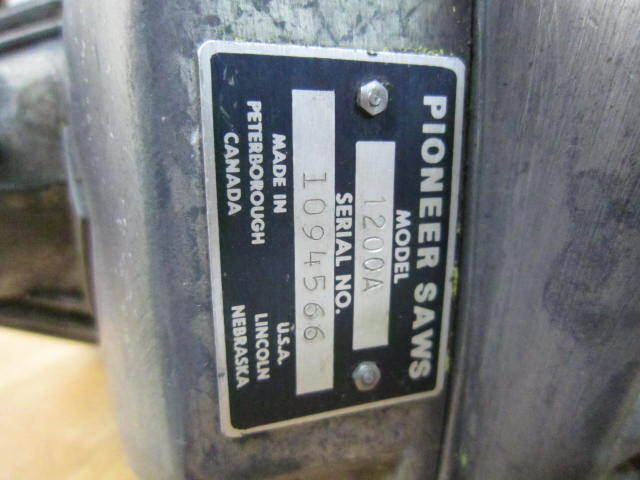 PIONEER SAWS
MODEL
1200A
SERIAL NO.
1094566
MADE IN
PETERBOROUGH
CANADA
U.S.A.
LINCOLN
NEBRASKA